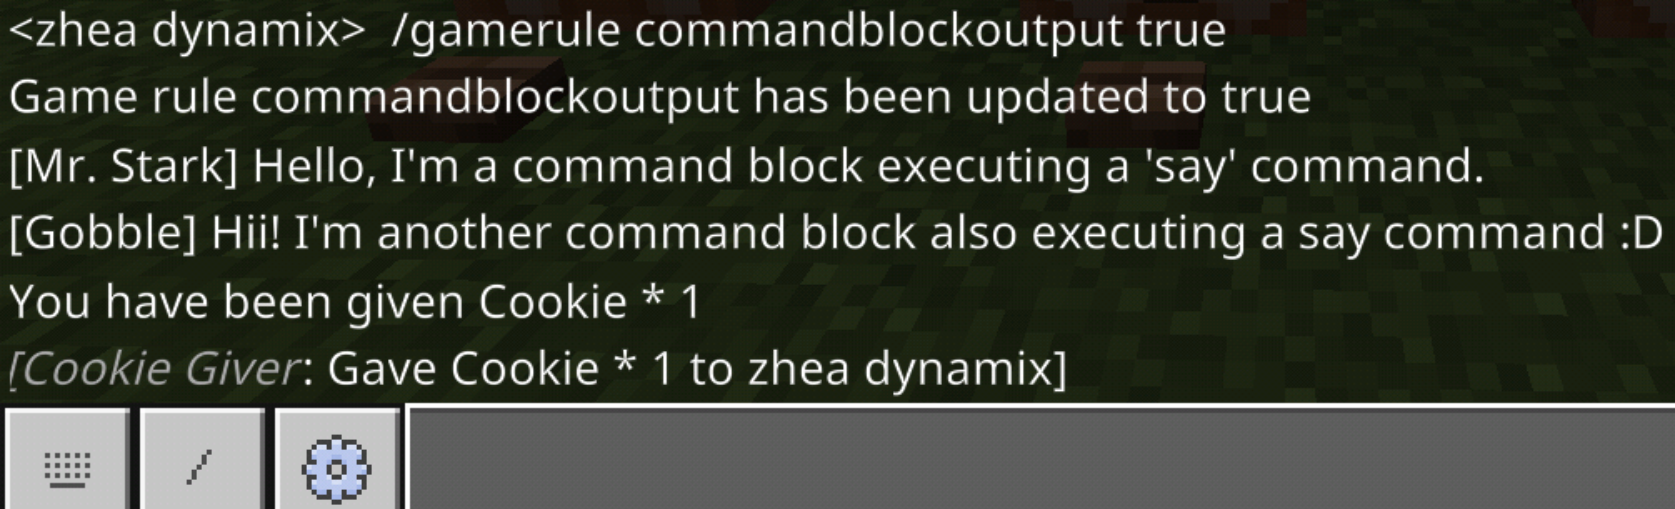 <zhea dynamix> /gamerule commandblockoutput true
Game rule commandblockoutput has been updated to true
[Mr. Stark] Hello, I'm a command block executing a 'say' command.
[Gobble] Hii! I'm another command block also executing a say command :D
You have been given Cookie * 1
[Cookie Giver: Gave Cookie * 1 to zhea dynamix]
/